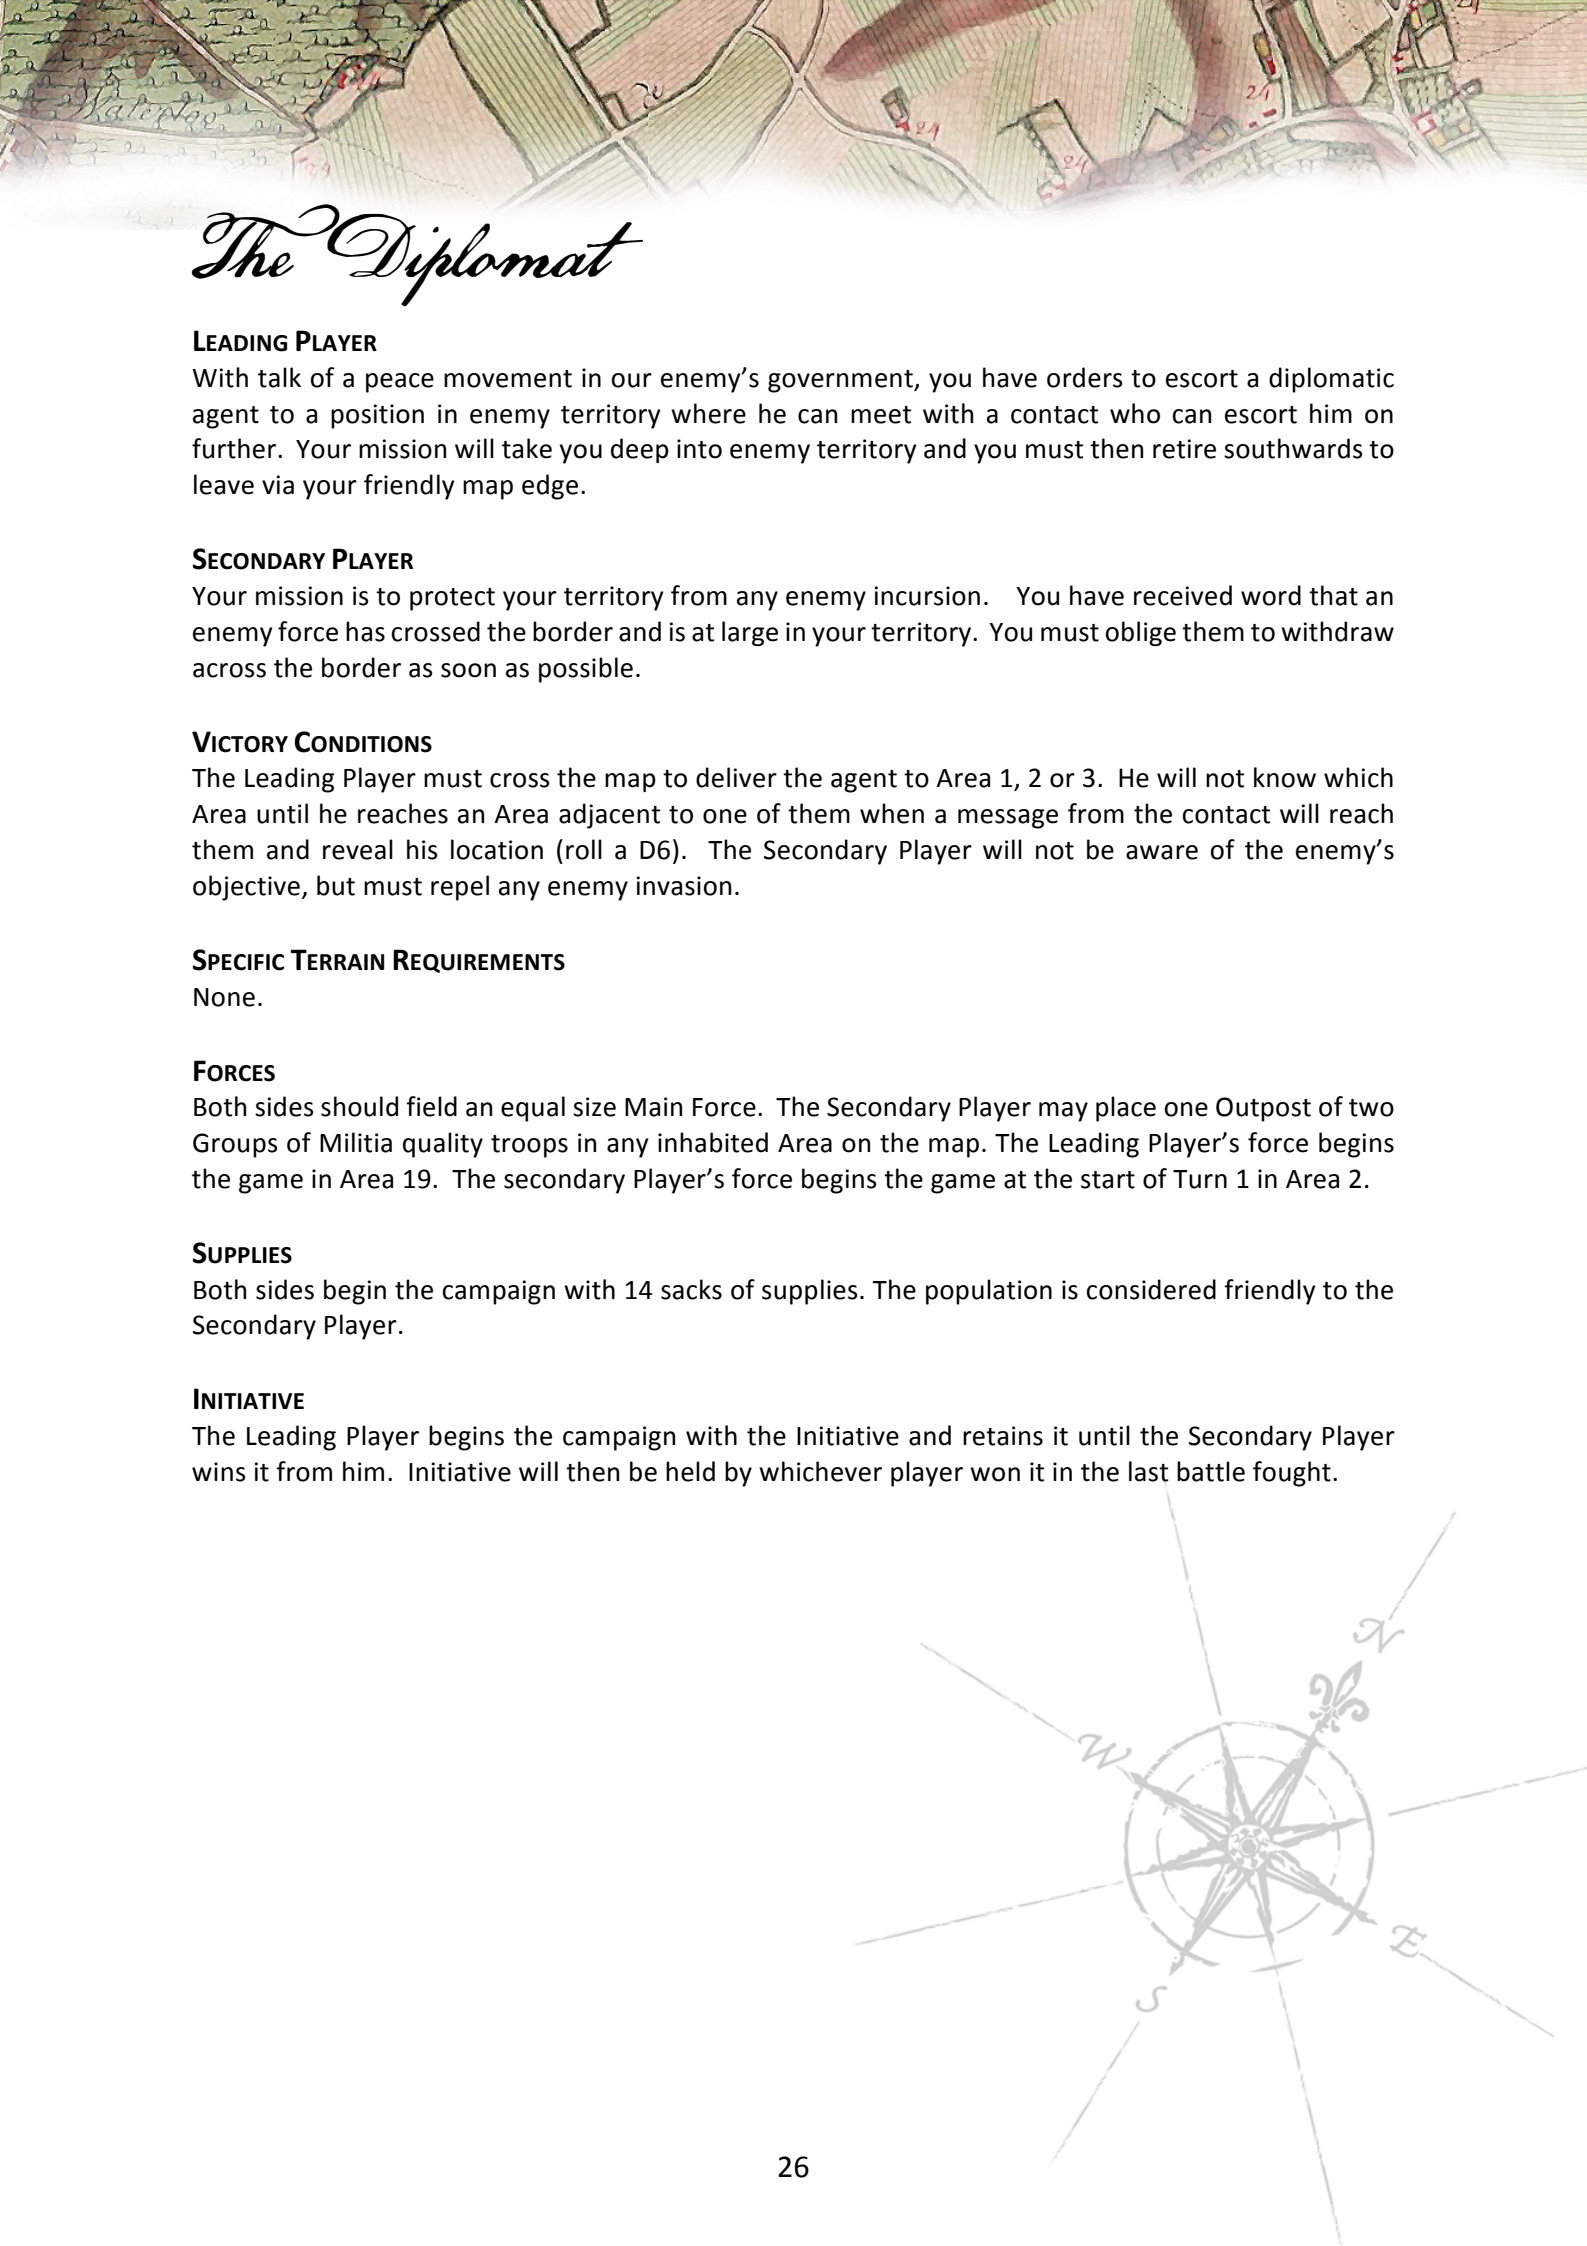 Waterloo
24
24
24
24
24
The Diplomat
LEADING PLAYER
With talk of a peace movement in our enemy’s government, you have orders to escort a diplomatic
agent to a position in enemy territory where he can meet with a contact who can escort him on
further.  Your mission will take you deep into enemy territory and you must then retire southwards to
leave via your friendly map edge.
SECONDARY PLAYER
Your mission is to protect your territory from any enemy incursion.   You have received word that an
enemy force has crossed the border and is at large in your territory.  You must oblige them to withdraw
across the border as soon as possible.
VICTORY CONDITIONS
The Leading Player must cross the map to deliver the agent to Area 1, 2 or 3.  He will not know which
Area until he reaches an Area adjacent to one of them when a message from the contact will reach
them and reveal his location (roll a D6).  The Secondary Player will not be aware of the enemy’s
objective, but must repel any enemy invasion.
SPECIFIC TERRAIN REQUIREMENTS
None.
FORCES
Both sides should field an equal size Main Force.  The Secondary Player may place one Outpost of two
Groups of Militia quality troops in any inhabited Area on the map. The Leading Player’s force begins
the game in Area 19.  The secondary Player’s force begins the game at the start of Turn 1 in Area 2.
SUPPLIES
Both sides begin the campaign with 14 sacks of supplies. The population is considered friendly to the
Secondary Player.
INITIATIVE
The Leading Player begins the campaign with the Initiative and retains it until the Secondary Player
wins it from him.  Initiative will then be held by whichever player won it in the last battle fought.
N
W
E
S
26